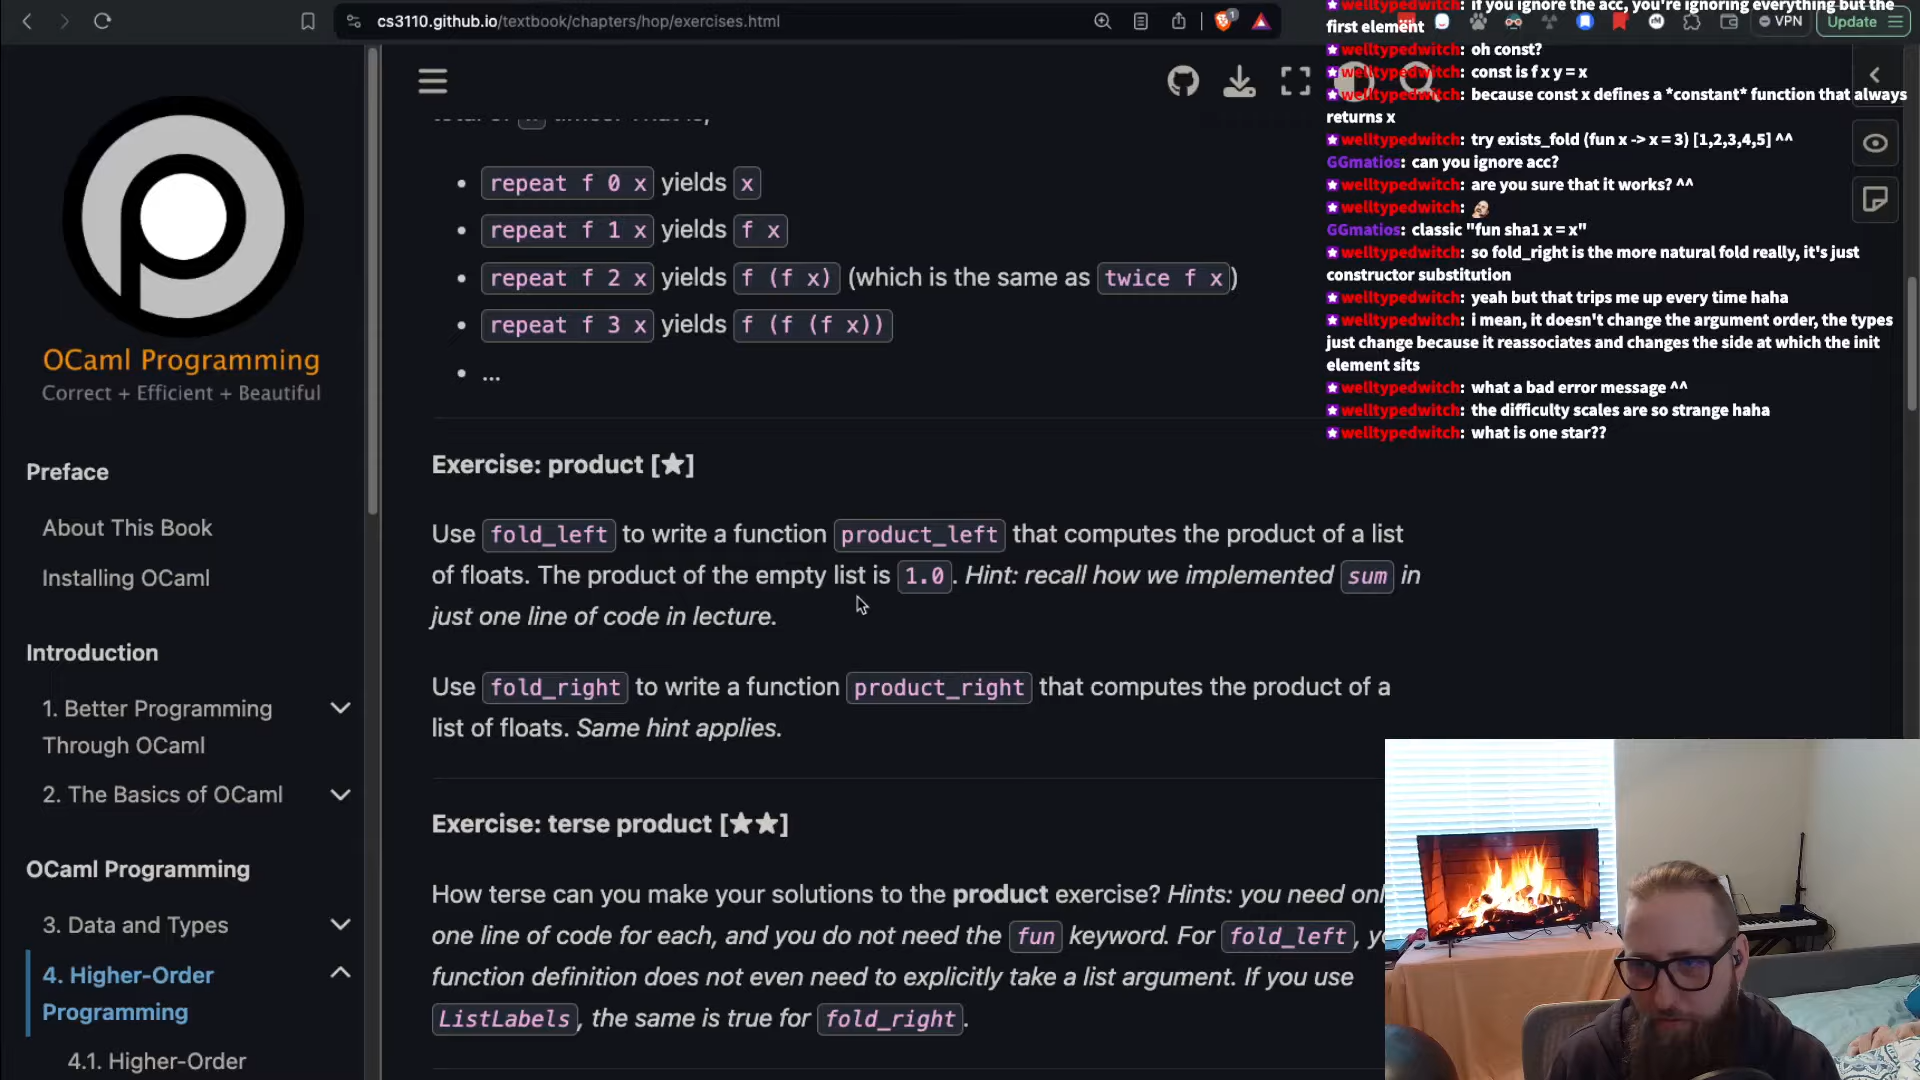 cs3110.github.io/textbook/chapters/hop/exercises.html
1
VPN
Update
OCaml Programming
Correct + Efficient + Beautiful
Preface
About This Book
Installing OCaml
Introduction
1. Better Programming
Through OCaml
2. The Basics of OCaml
OCaml Programming
3. Data and Types
4. Higher-Order
Programming
4.1. Higher-Order
repeat f 0 x yields x
repeat f 1 x yields f x
repeat f 2 x yields f (f x) (which is the same as twice f x)
repeat f 3 x yields f (f (f x))
...
Exercise: product [★]
Use fold_left to write a function product_left that computes the product of a list
of floats. The product of the empty list is 1.0. Hint: recall how we implemented sum in
just one line of code in lecture.
Use fold_right to write a function product_right that computes the product of a
list of floats. Same hint applies.
Exercise: terse product [★★]
How terse can you make your solutions to the product exercise? Hints: you need
one line of code for each, and you do not need the fun keyword. For fold_left,
function definition does not even need to explicitly take a list argument. If you use
ListLabels, the same is true for fold_right.
welltypedwitch: if you ignore the acc, you're ignoring everything but the
first element
welltypedwitch: oh const?
welltypedwitch: const is f x y = x
welltypedwitch: because const x defines a *constant* function that always
returns x
welltypedwitch: try exists_fold (fun x -> x = 3) [1,2,3,4,5] ^^
GGmatios: can you ignore acc?
welltypedwitch: are you sure that it works? ^^
welltypedwitch:
GGmatios: classic "fun sha1 x = x"
welltypedwitch: so fold_right is the more natural fold really, it's just
constructor substitution
welltypedwitch: yeah but that trips me up every time haha
welltypedwitch: i mean, it doesn't change the argument order, the types
just change because it reassociates and changes the side at which the init
element sits
welltypedwitch: what a bad error message ^^
welltypedwitch: the difficulty scales are so strange haha
welltypedwitch: what is one star??